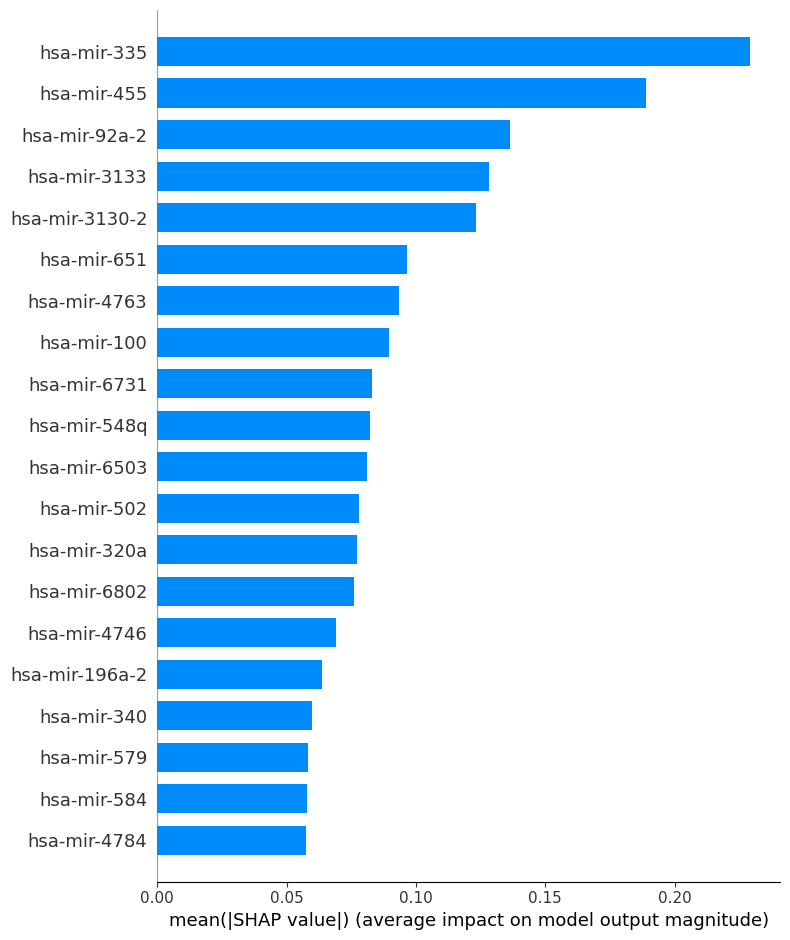 hsa-mir-335
hsa-mir-455
hsa-mir-92a-2
hsa-mir-3133
hsa-mir-3130-2
hsa-mir-651
hsa-mir-4763
hsa-mir-100
hsa-mir-6731
hsa-mir-548q
hsa-mir-6503
hsa-mir-502
hsa-mir-320a
hsa-mir-6802
hsa-mir-4746
hsa-mir-196a-2
hsa-mir-340
hsa-mir-579
hsa-mir-584
hsa-mir-4784
0.00 0.05 0.10 0.15 0.20
mean(|SHAP value|) (average impact on model output magnitude)